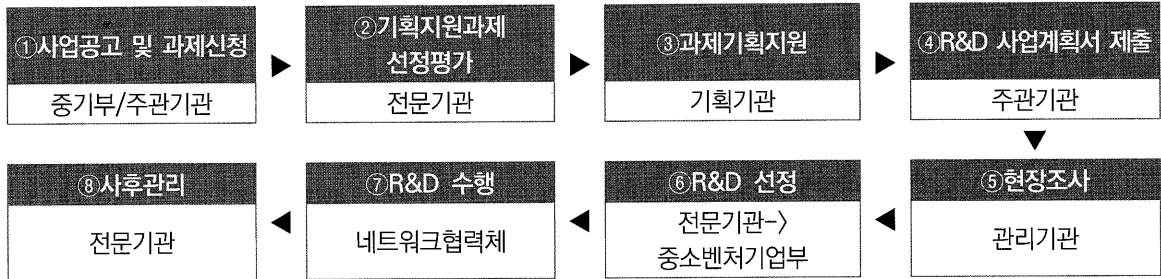 ①사업공고 및 과제신청
중기부/주관기관
②기획지원과제
선정평가
전문기관
③과제기획지원
기획기관
④R&D 사업계획서 제출
주관기관
⑤현장조사
관리기관
⑥R&D 선정
전문기관->
중소벤처기업부
⑦R&D 수행
네트워크협력체
⑧사후관리
전문기관